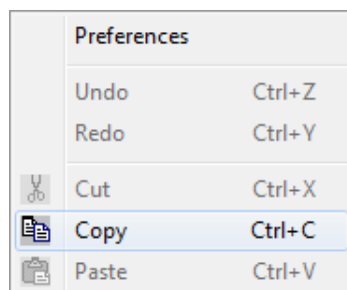 Preferences
Undo Ctrl+Z
Redo Ctrl+Y
Cut Ctrl+X
Copy Ctrl+C
Paste Ctrl+V